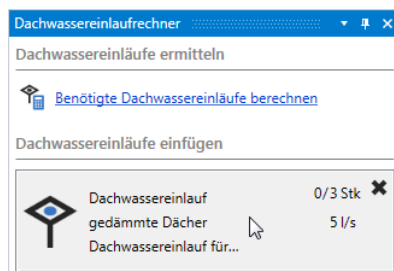 Dachwassereinlaufrechner
Dachwassereinläufe ermitteln
Benötigte Dachwassereinläufe berechnen
Dachwassereinläufe einfügen
Dachwassereinlauf 0/3 Stk
gedämmte Dächer 5 l/s
Dachwassereinlauf für...